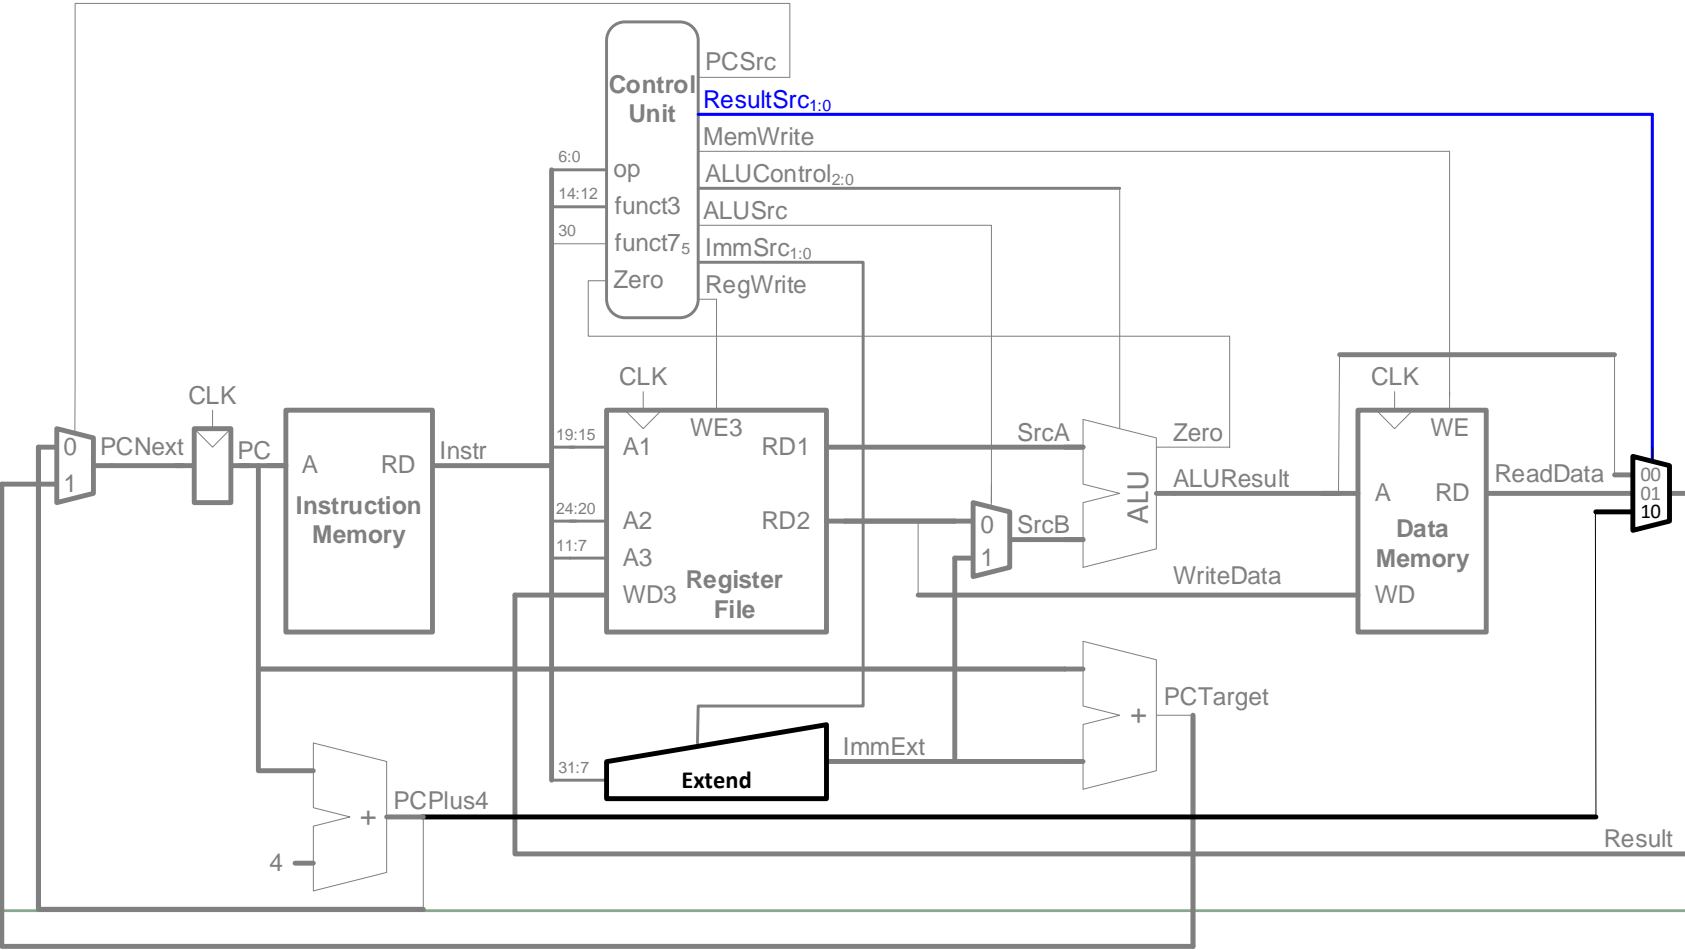 PCSrc
Control
Unit
ResultSrc1:0
MemWrite
6:0
op
ALUControl2:0
14:12
funct3
ALUSrc
30
funct75
ImmSrc1:0
Zero
RegWrite
CLK
CLK
CLK
0
1
PCNext
PC
A
RD
Instruction
Memory
Instr
19:15
A1
WE3
RD1
24:20
A2
RD2
11:7
A3
WD3
Register
File
SrcA
0
1
SrcB
ALU
Zero
ALUResult
WriteData
WE
A
RD
Data
Memory
WD
ReadData
00
01
10
+
PCTarget
31:7
Extend
ImmExt
+
PCPlus4
4
Result